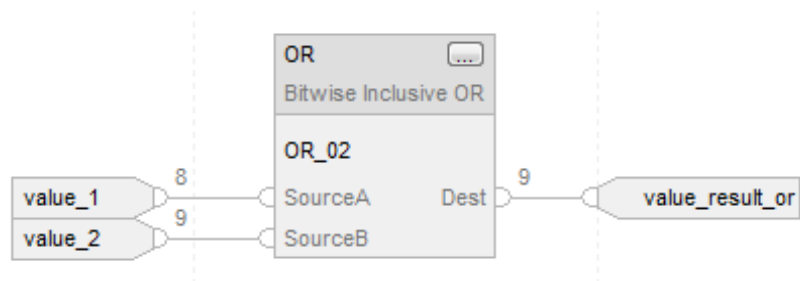 OR ...
Bitwise Inclusive OR
OR_02
value_1 8 SourceA Dest 9 value_result_or
value_2 9 SourceB